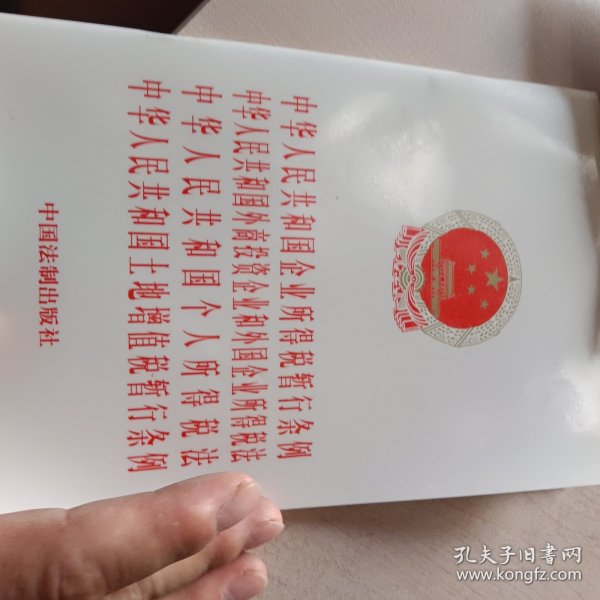 中华人民共和国企业所得税暂行条例
中华人民共和国外商投资企业和外国企业所得税法
中华人民共和国个人所得税法
中华人民共和国土地增值税暂行条例
中国法制出版社
孔夫子旧书网
www.kongfz.com